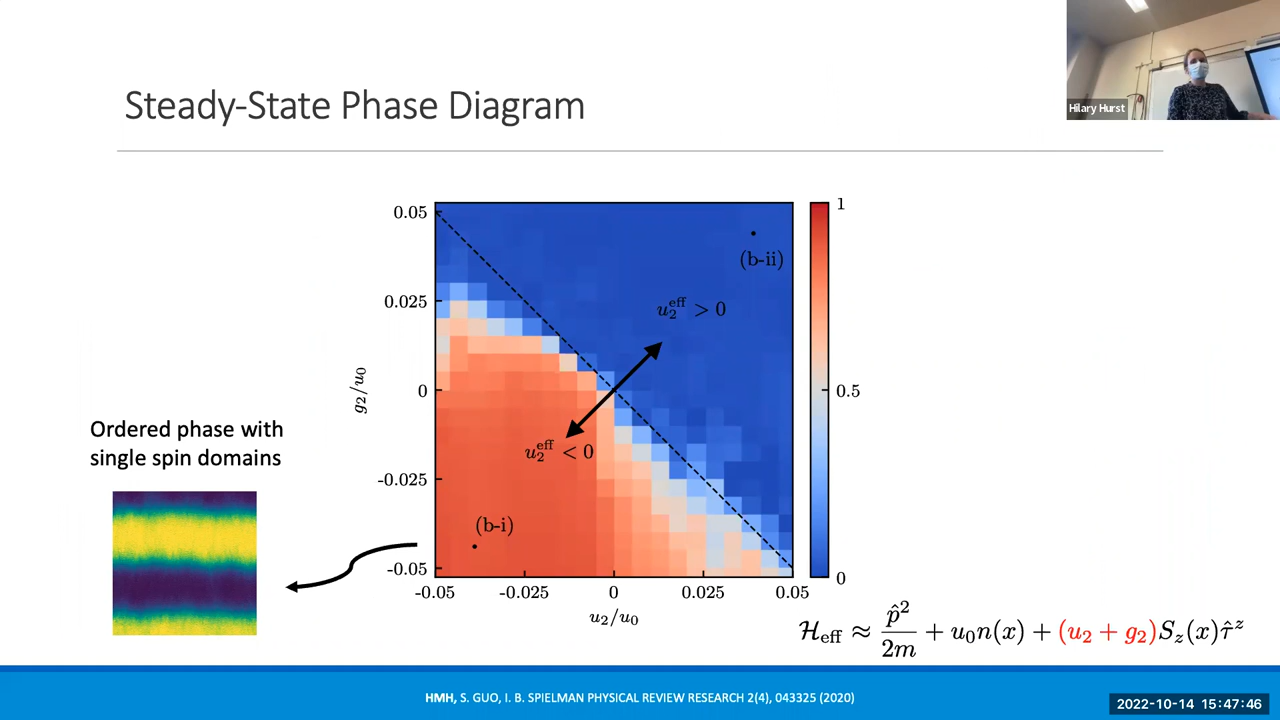 Hilary Hurst
Steady-State Phase Diagram
0.05
0.025
0
-0.025
-0.05
g₂/u₀
-0.05
-0.025
0
0.025
0.05
u₂/u₀
(b-ii)
u₂ᵉᶠᶠ > 0
u₂ᵉᶠᶠ < 0
(b-i)
1
0.5
0
Ordered phase with
single spin domains
ℋ_eff ≈ p̂²/2m + u₀n(x) + (u₂ + g₂)S_z(x)τ̂ᶻ
HMH, S. GUO, I. B. SPIELMAN PHYSICAL REVIEW RESEARCH 2(4), 043325 (2020)
2022-10-14 15:47:46